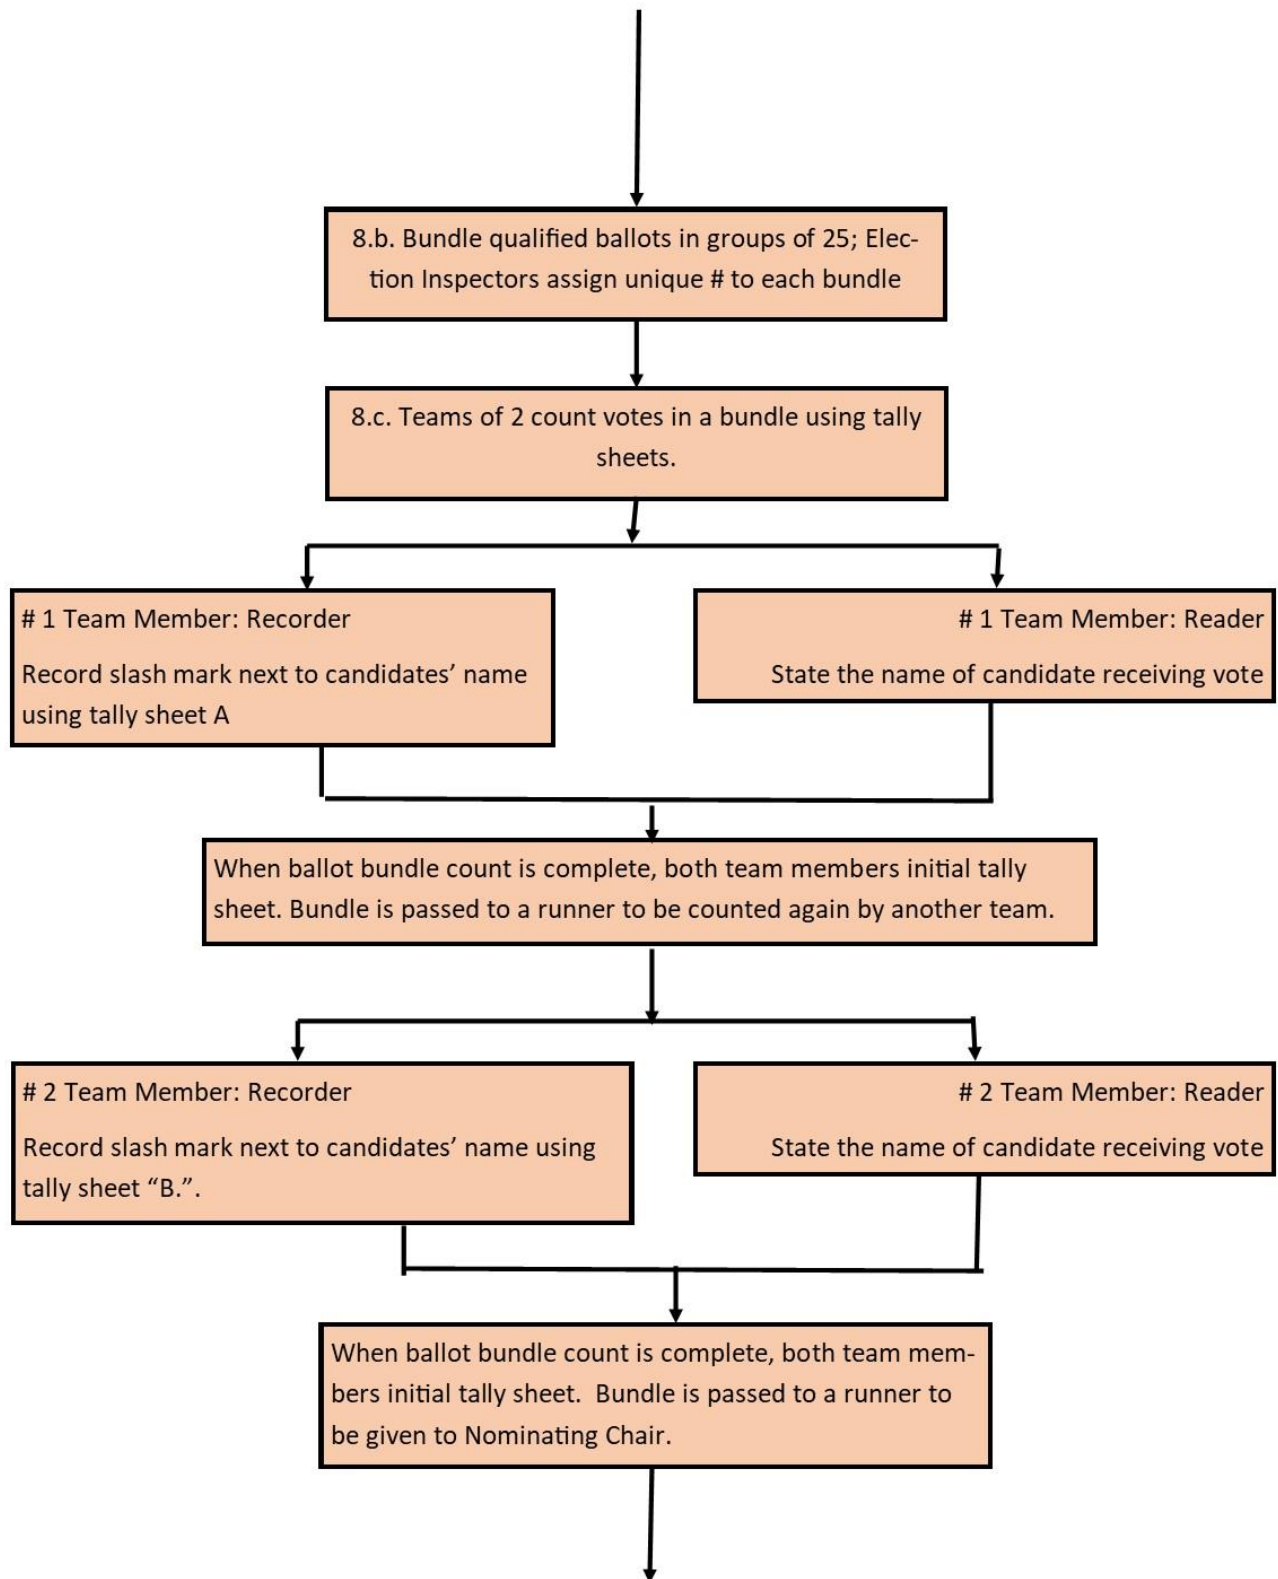 8.b. Bundle qualified ballots in groups of 25; Elec-
tion Inspectors assign unique # to each bundle
8.c. Teams of 2 count votes in a bundle using tally
sheets.
# 1 Team Member: Recorder
Record slash mark next to candidates’ name
using tally sheet A
# 1 Team Member: Reader
State the name of candidate receiving vote
When ballot bundle count is complete, both team members initial tally
sheet. Bundle is passed to a runner to be counted again by another team.
# 2 Team Member: Recorder
Record slash mark next to candidates’ name using
tally sheet “B.”.
# 2 Team Member: Reader
State the name of candidate receiving vote
When ballot bundle count is complete, both team mem-
bers initial tally sheet.  Bundle is passed to a runner to
be given to Nominating Chair.